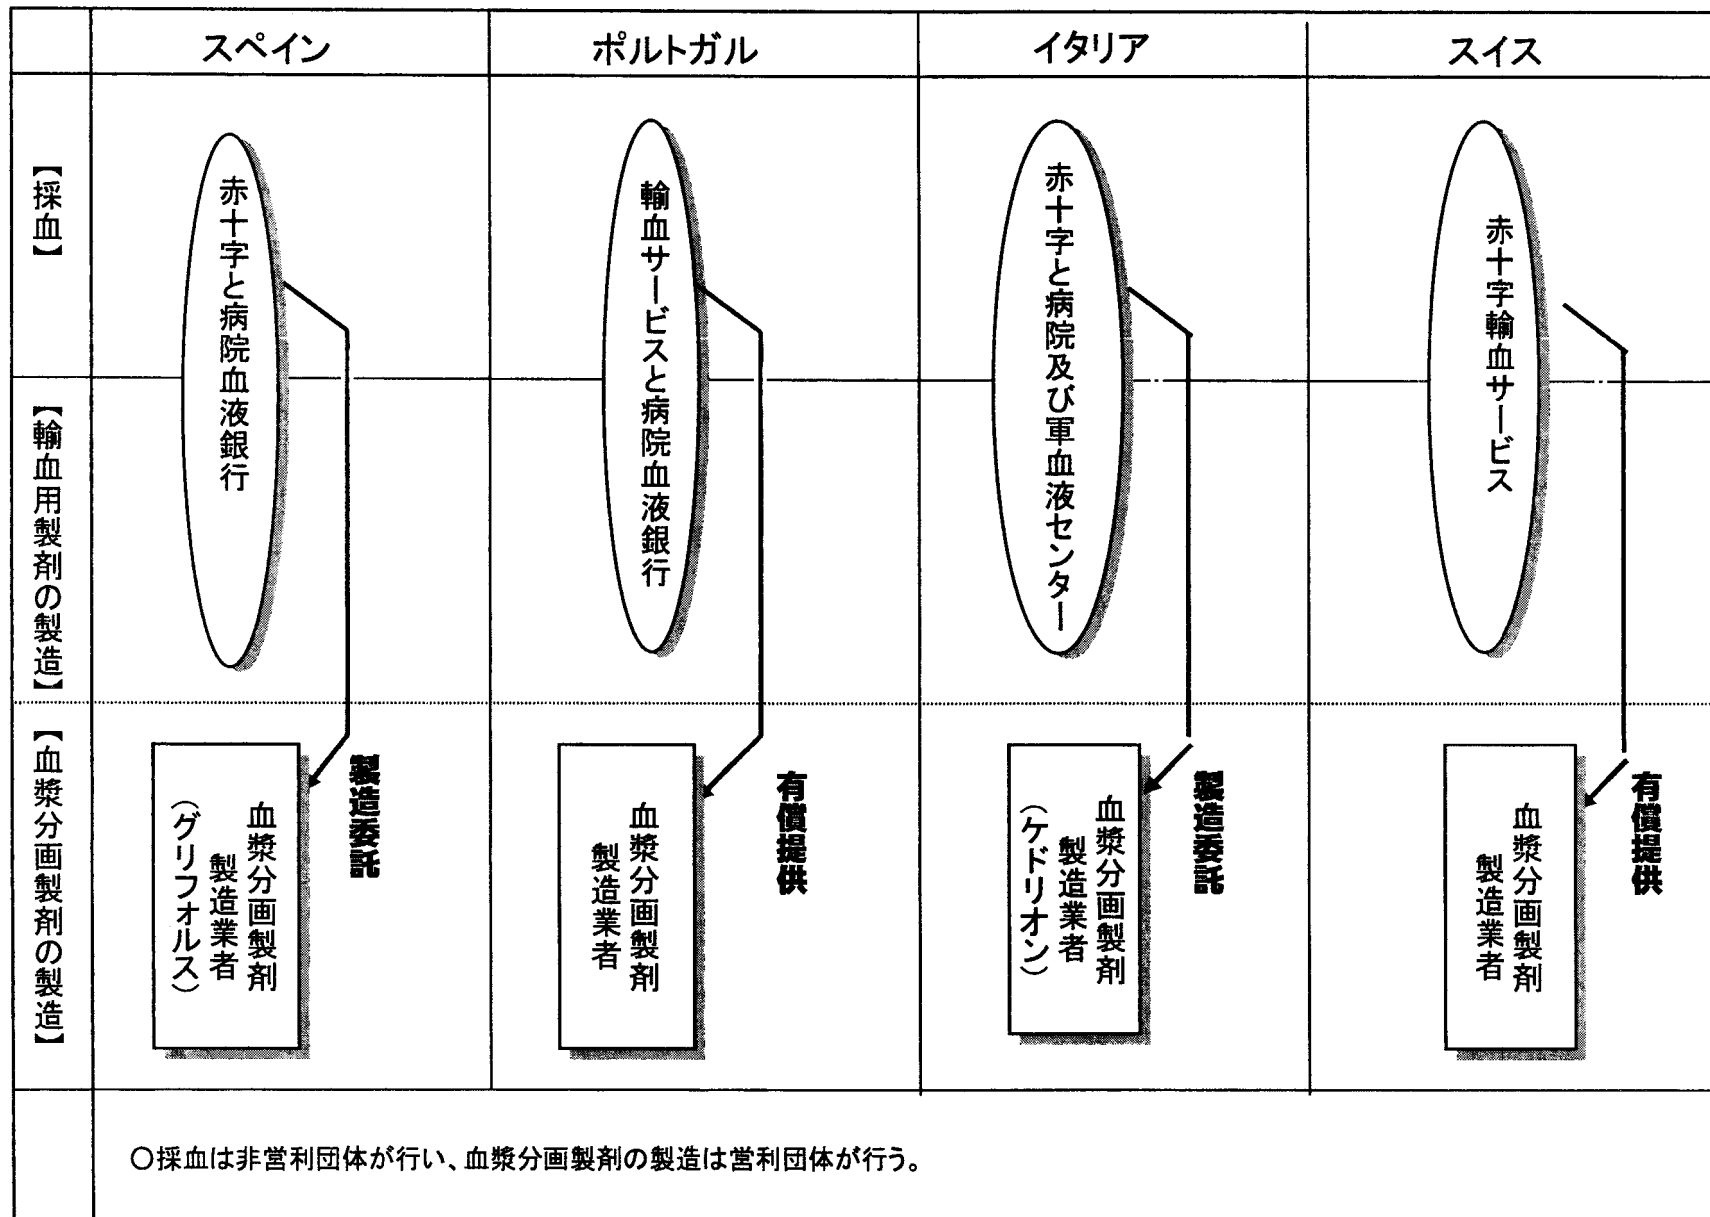 スペイン
ポルトガル
イタリア
スイス
【採血】
赤十字と病院血液銀行
輸血サービスと病院血液銀行
赤十字と病院及び軍血液センター
赤十字輸血サービス
【輸血用製剤の製造】
【血漿分画製剤の製造】
血漿分画製剤
製造業者
（グリフォルス）
製造委託
血漿分画製剤
製造業者
有償提供
血漿分画製剤
製造業者
（ケドリオン）
製造委託
血漿分画製剤
製造業者
有償提供
○採血は非営利団体が行い、血漿分画製剤の製造は営利団体が行う。